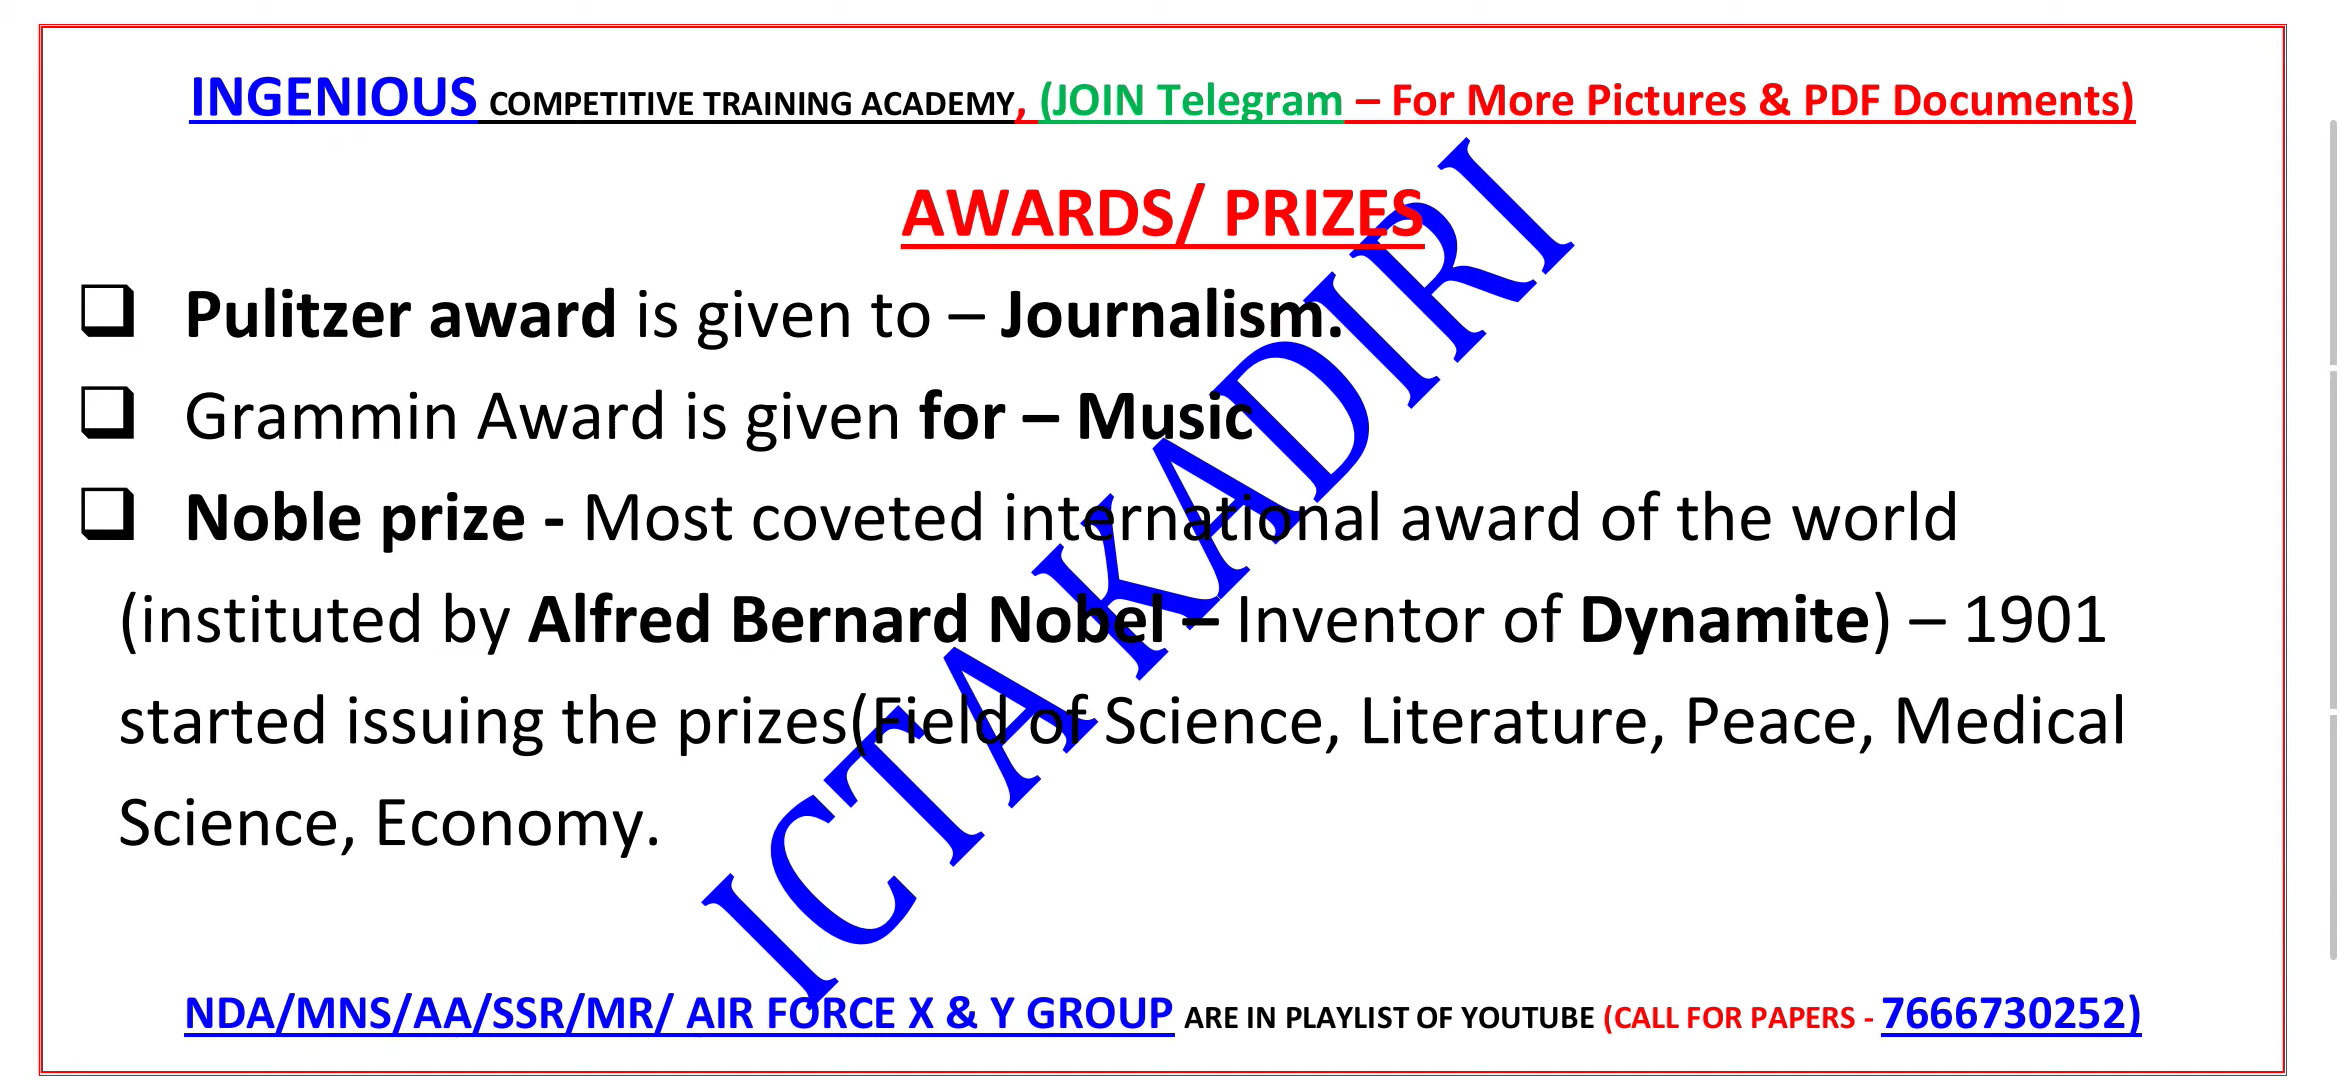 INGENIOUS COMPETITIVE TRAINING ACADEMY, (JOIN Telegram – For More Pictures & PDF Documents)
AWARDS/ PRIZES
❑ Pulitzer award is given to – Journalism.
❑ Grammin Award is given for – Music
❑ Noble prize - Most coveted international award of the world
(instituted by Alfred Bernard Nobel – Inventor of Dynamite) – 1901
started issuing the prizes(Field of Science, Literature, Peace, Medical
Science, Economy.
ICTA KADIRI
NDA/MNS/AA/SSR/MR/ AIR FORCE X & Y GROUP ARE IN PLAYLIST OF YOUTUBE (CALL FOR PAPERS - 7666730252)